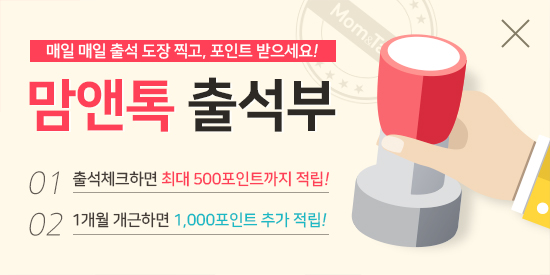 Mom&Ta
매일 매일 출석 도장 찍고, 포인트 받으세요!
맘앤톡 출석부
01 출석체크하면 최대 500포인트까지 적립!
02 1개월 개근하면 1,000포인트 추가 적립!